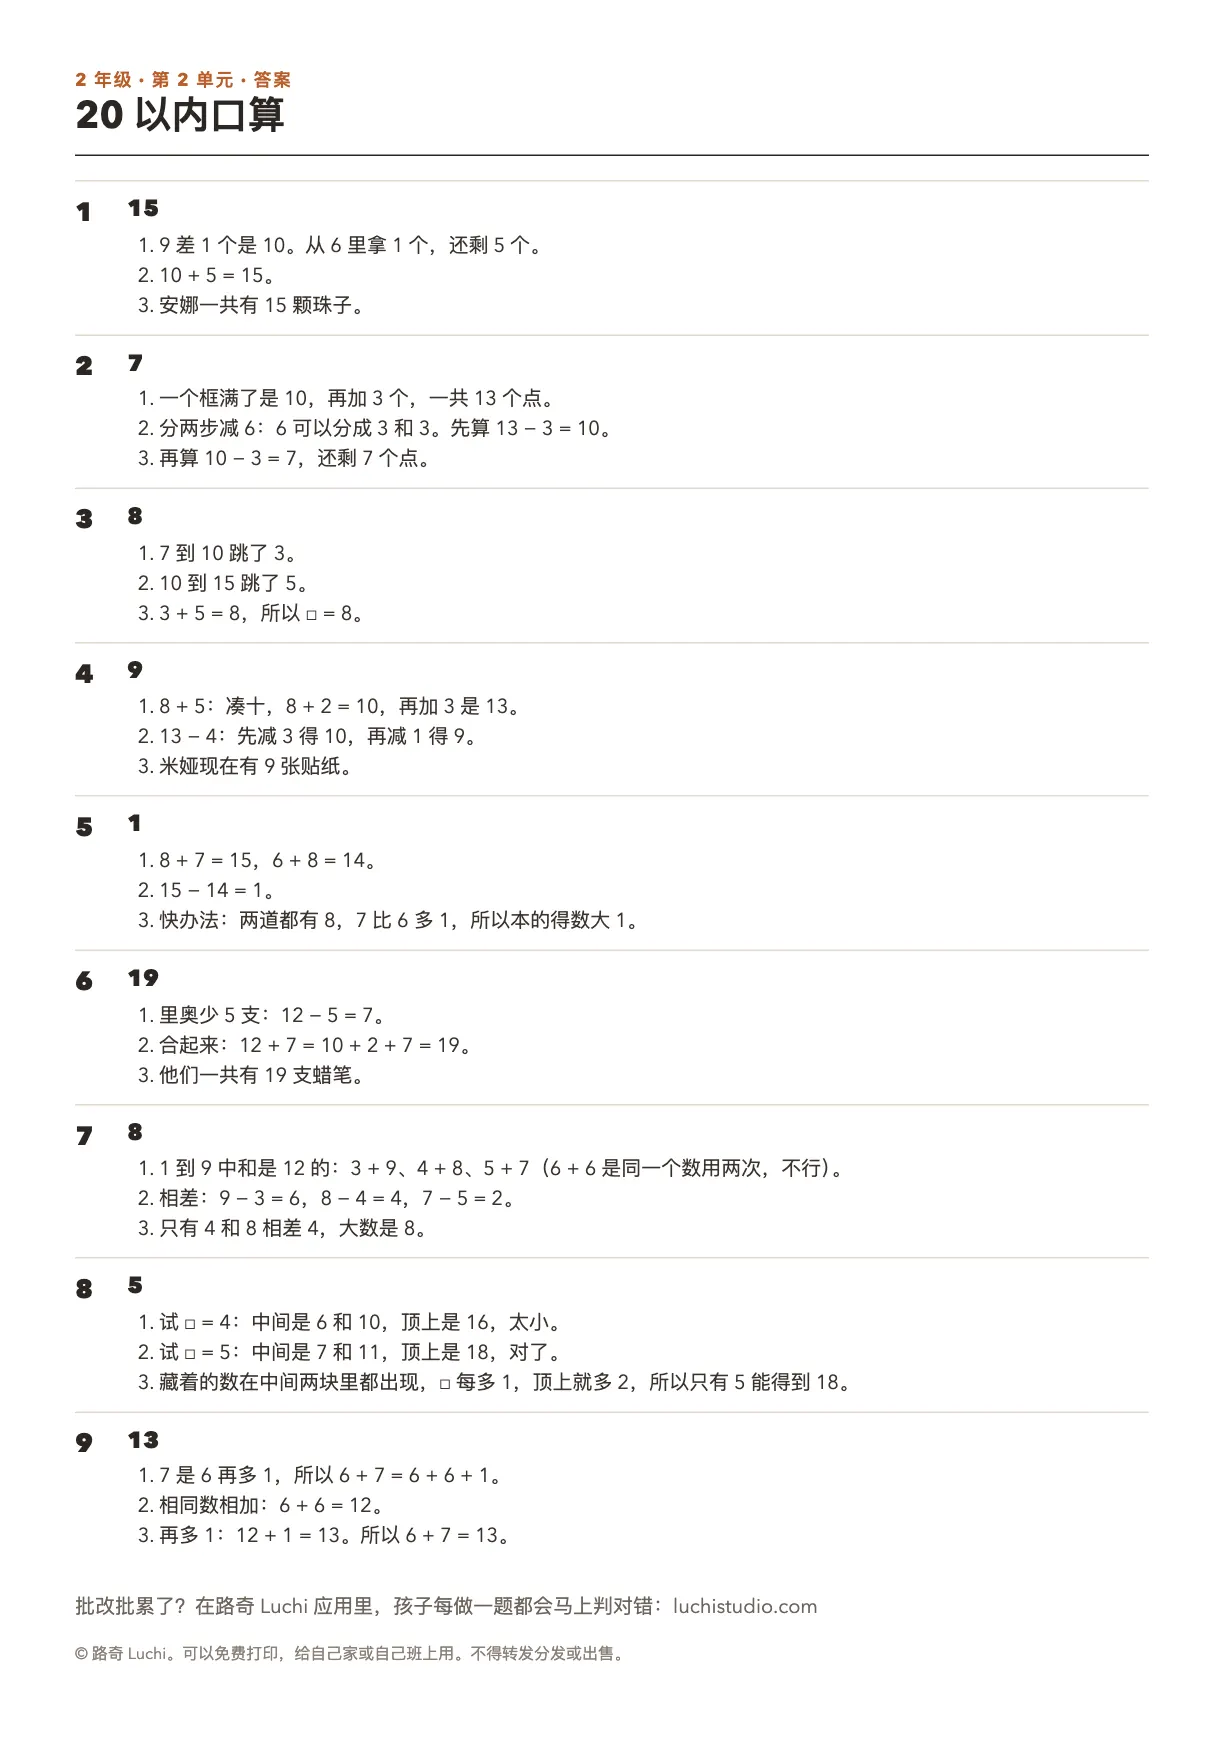 2 年级 · 第 2 单元 · 答案
20 以内口算
1 15
1. 9 差 1 个是 10。从 6 里拿 1 个，还剩 5 个。
2. 10 + 5 = 15。
3. 安娜一共有 15 颗珠子。
2 7
1. 一个框满了是 10，再加 3 个，一共 13 个点。
2. 分两步减 6：6 可以分成 3 和 3。先算 13 − 3 = 10。
3. 再算 10 − 3 = 7，还剩 7 个点。
3 8
1. 7 到 10 跳了 3。
2. 10 到 15 跳了 5。
3. 3 + 5 = 8，所以 □ = 8。
4 9
1. 8 + 5：凑十，8 + 2 = 10，再加 3 是 13。
2. 13 − 4：先减 3 得 10，再减 1 得 9。
3. 米娅现在有 9 张贴纸。
5 1
1. 8 + 7 = 15，6 + 8 = 14。
2. 15 − 14 = 1。
3. 快办法：两道都有 8，7 比 6 多 1，所以本的得数大 1。
6 19
1. 里奥少 5 支：12 − 5 = 7。
2. 合起来：12 + 7 = 10 + 2 + 7 = 19。
3. 他们一共有 19 支蜡笔。
7 8
1. 1 到 9 中和是 12 的：3 + 9、4 + 8、5 + 7（6 + 6 是同一个数用两次，不行）。
2. 相差：9 − 3 = 6，8 − 4 = 4，7 − 5 = 2。
3. 只有 4 和 8 相差 4，大数是 8。
8 5
1. 试 □ = 4：中间是 6 和 10，顶上是 16，太小。
2. 试 □ = 5：中间是 7 和 11，顶上是 18，对了。
3. 藏着的数在中间两块里都出现，□ 每多 1，顶上就多 2，所以只有 5 能得到 18。
9 13
1. 7 是 6 再多 1，所以 6 + 7 = 6 + 6 + 1。
2. 相同数相加：6 + 6 = 12。
3. 再多 1：12 + 1 = 13。所以 6 + 7 = 13。
批改批累了？在路奇 Luchi 应用里，孩子每做一题都会马上判对错：luchistudio.com
© 路奇 Luchi。可以免费打印，给自己家或自己班上用。不得转发分发或出售。